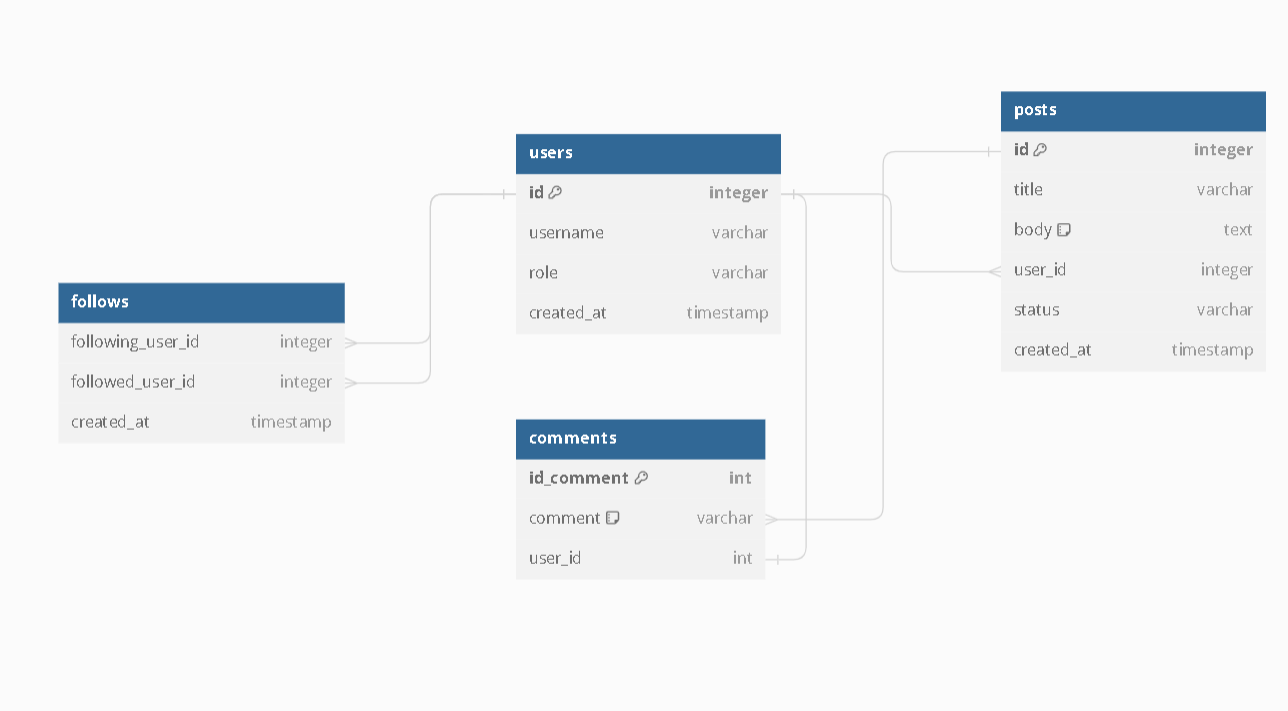 posts
id integer
title varchar
body text
user_id integer
status varchar
created_at timestamp
users
id integer
username varchar
role varchar
created_at timestamp
follows
following_user_id integer
followed_user_id integer
created_at timestamp
comments
id_comment int
comment varchar
user_id int